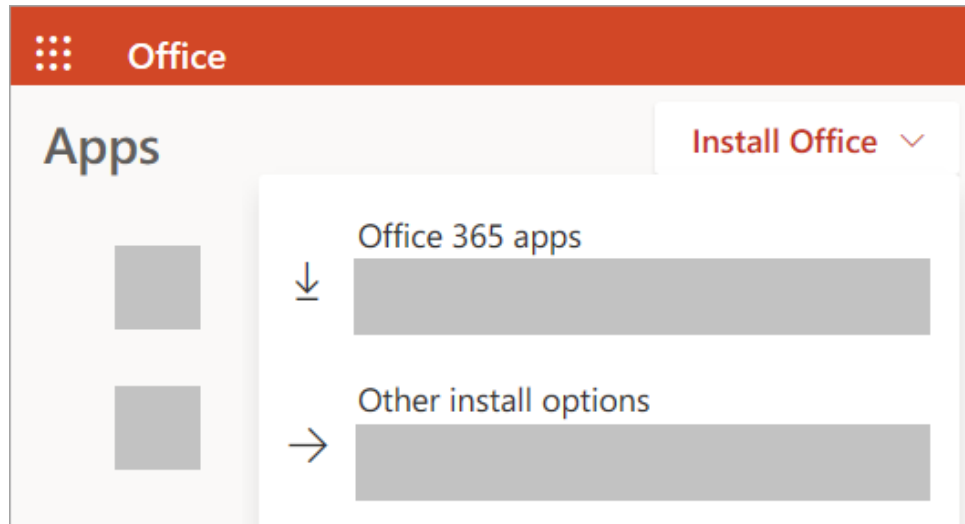 Office
Apps
Install Office
Office 365 apps
Other install options